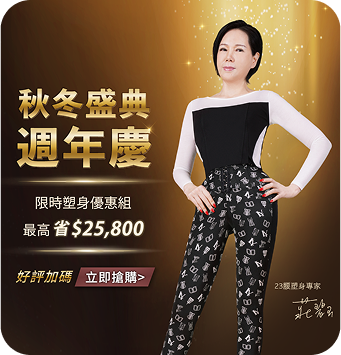 秋冬盛典
週年慶
限時塑身優惠組
最高 省 $25,800
好評加碼 立即搶購>
23腰塑身專家